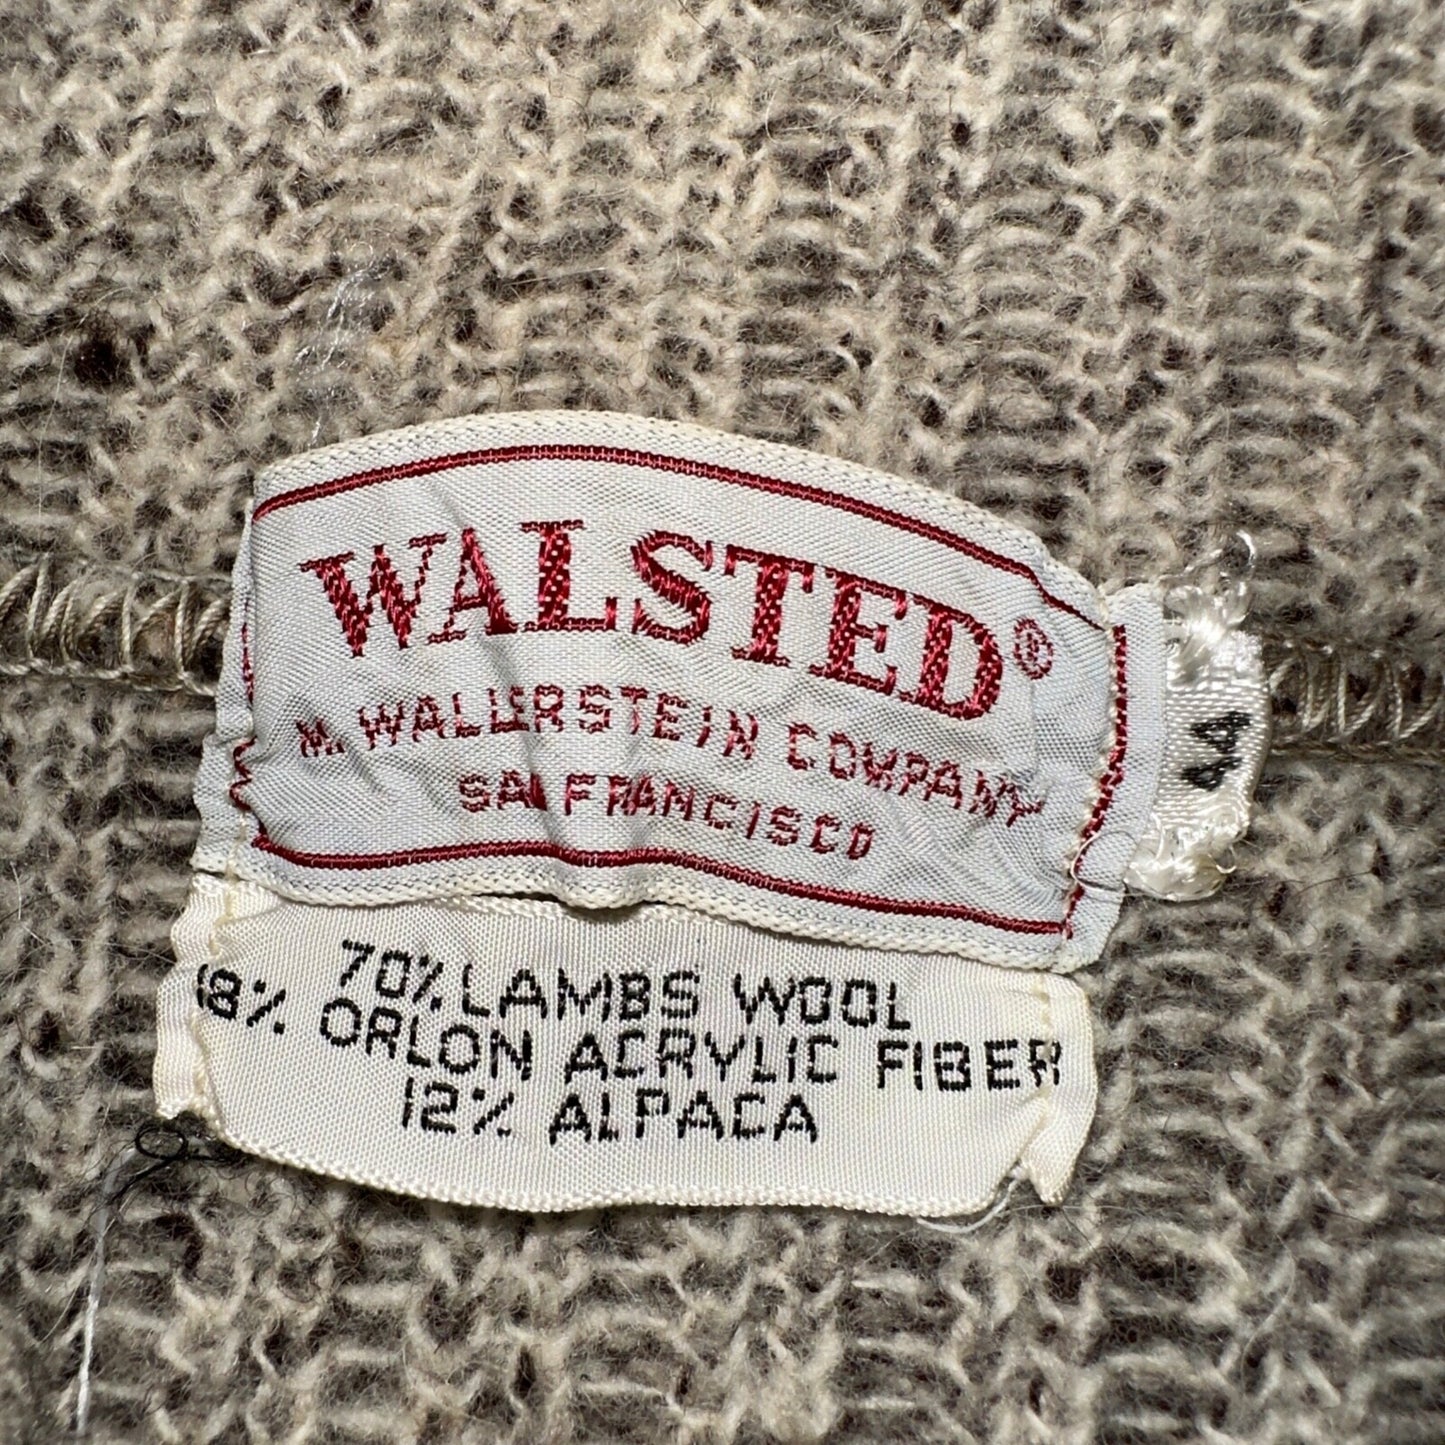 WALSTED®
M. WALLERSTEIN COMPANY
SAN FRANCISCO
44
70% LAMBS WOOL
18% ORLON ACRYLIC FIBER
12% ALPACA